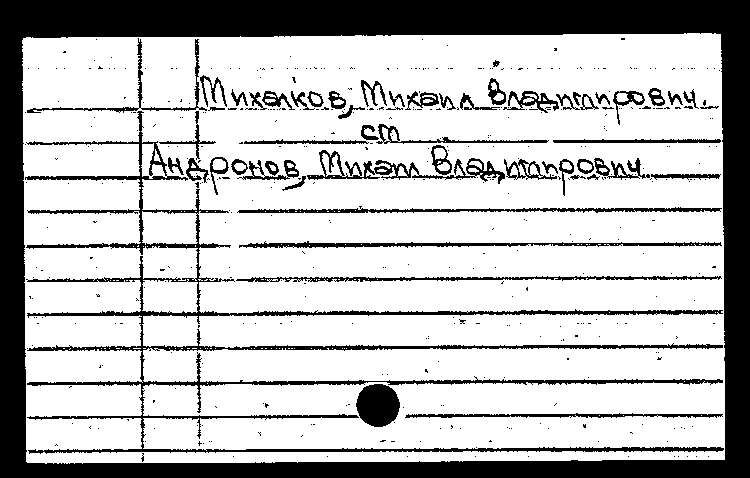 Михалков, Михаил Владимирович.
см
Андронов, Михаил Владимирович